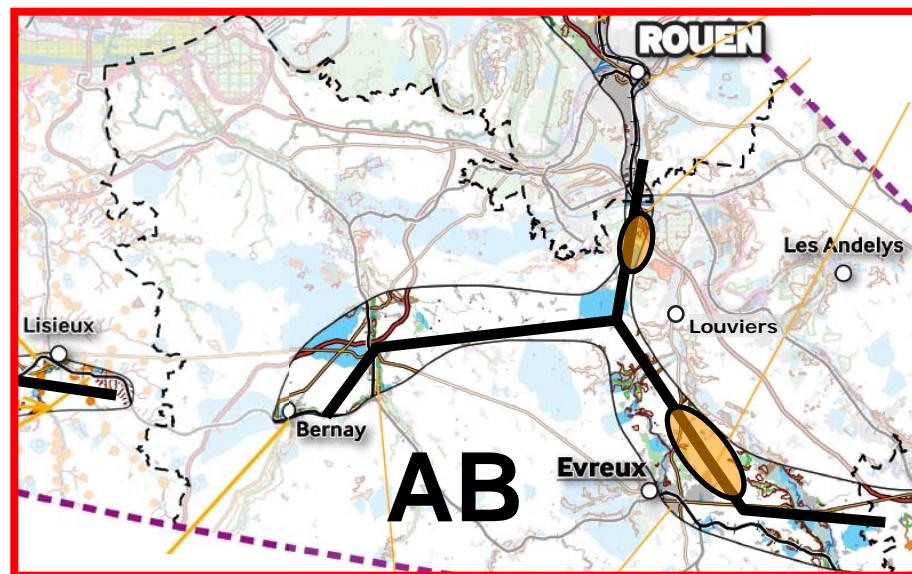 ROUEN
Les Andelys
Lisieux
Louviers
Bernay
Evreux
AB